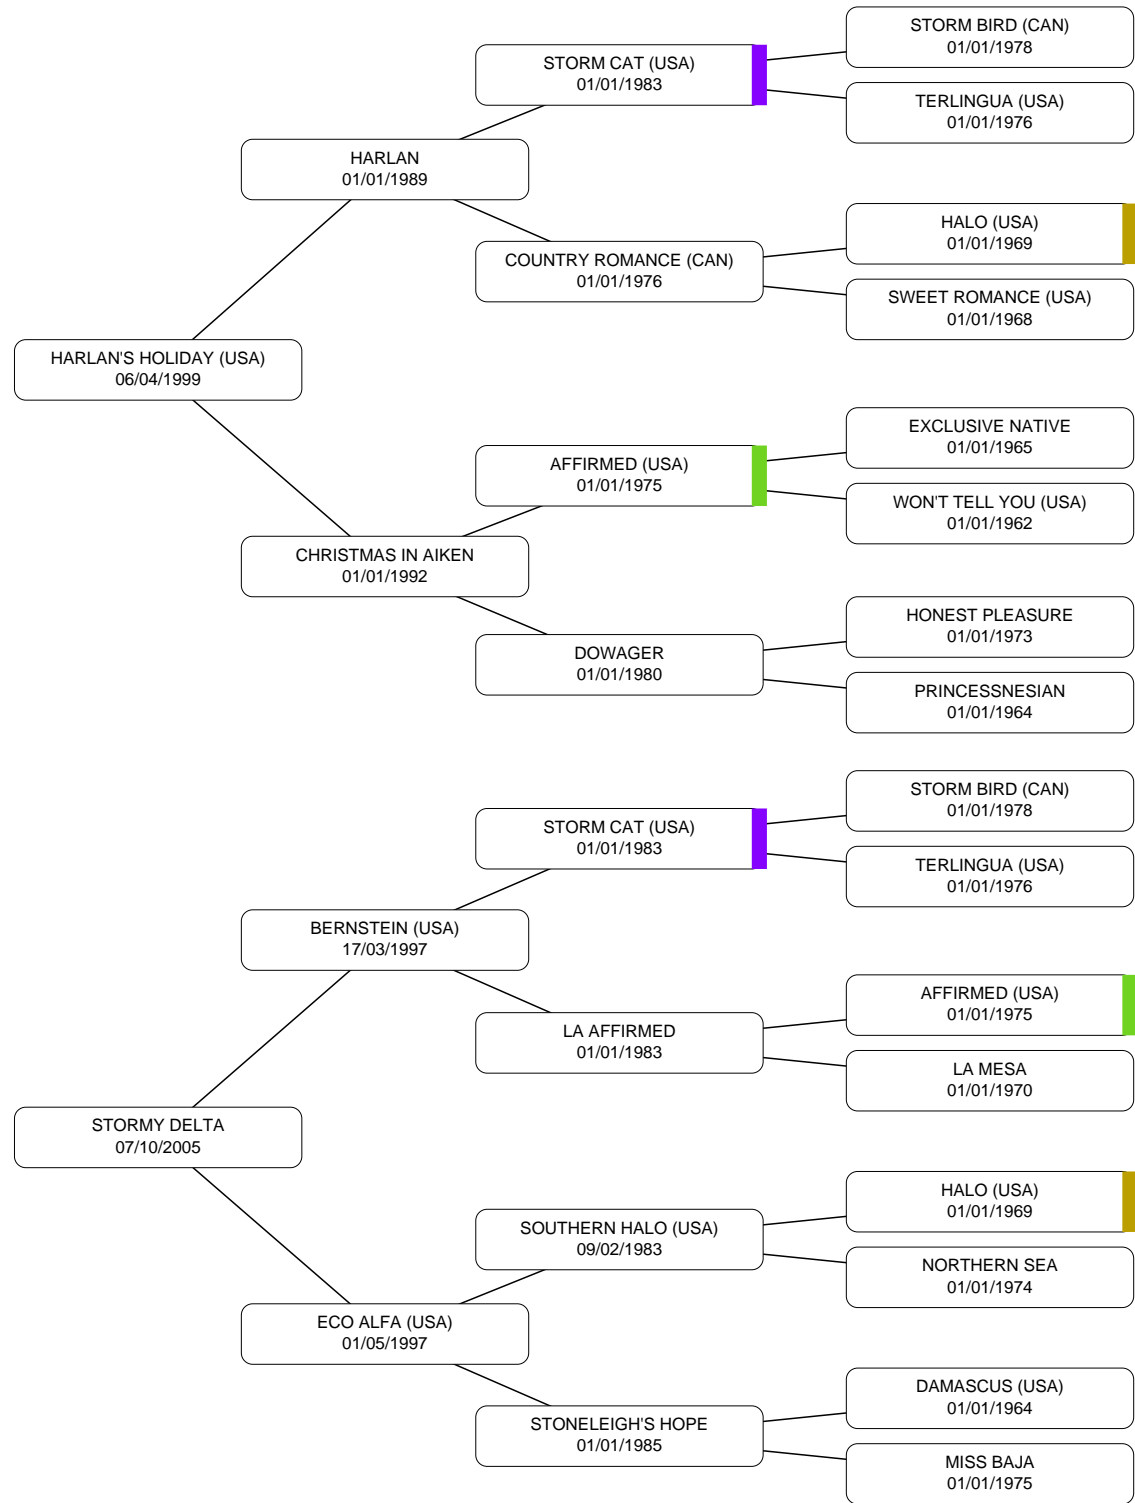 STORM BIRD (CAN)
01/01/1978
STORM CAT (USA)
01/01/1983
TERLINGUA (USA)
01/01/1976
HARLAN
01/01/1989
HALO (USA)
01/01/1969
COUNTRY ROMANCE (CAN)
01/01/1976
SWEET ROMANCE (USA)
01/01/1968
HARLAN'S HOLIDAY (USA)
06/04/1999
EXCLUSIVE NATIVE
01/01/1965
AFFIRMED (USA)
01/01/1975
WON'T TELL YOU (USA)
01/01/1962
CHRISTMAS IN AIKEN
01/01/1992
HONEST PLEASURE
01/01/1973
DOWAGER
01/01/1980
PRINCESSNESIAN
01/01/1964
STORM BIRD (CAN)
01/01/1978
STORM CAT (USA)
01/01/1983
TERLINGUA (USA)
01/01/1976
BERNSTEIN (USA)
17/03/1997
AFFIRMED (USA)
01/01/1975
LA AFFIRMED
01/01/1983
LA MESA
01/01/1970
STORMY DELTA
07/10/2005
HALO (USA)
01/01/1969
SOUTHERN HALO (USA)
09/02/1983
NORTHERN SEA
01/01/1974
ECO ALFA (USA)
01/05/1997
DAMASCUS (USA)
01/01/1964
STONELEIGH'S HOPE
01/01/1985
MISS BAJA
01/01/1975